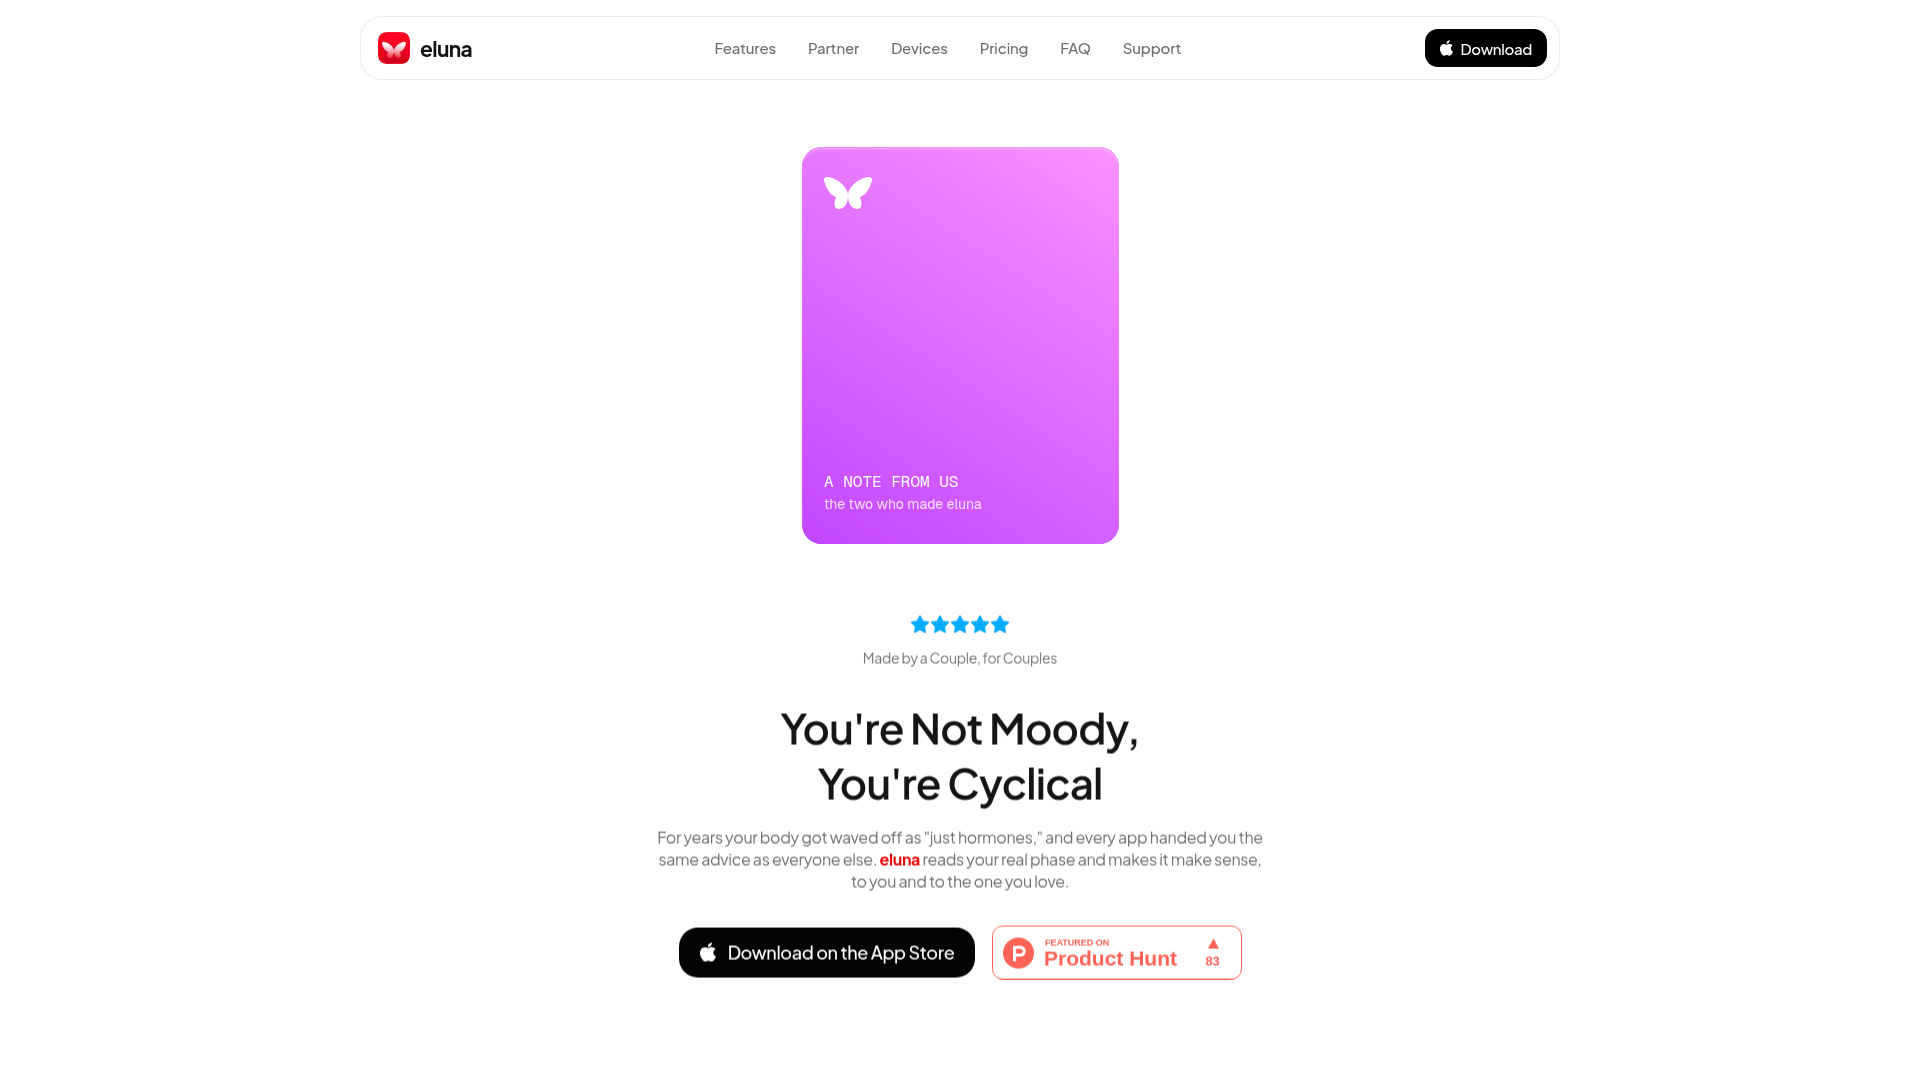 eluna
Features
Partner
Devices
Pricing
FAQ
Support
Download
A NOTE FROM US
the two who made eluna
Made by a Couple, for Couples
You're Not Moody,
You're Cyclical
For years your body got waved off as "just hormones," and every app handed you the
same advice as everyone else. eluna reads your real phase and makes it make sense,
to you and to the one you love.
Download on the App Store
FEATURED ON
Product Hunt
83